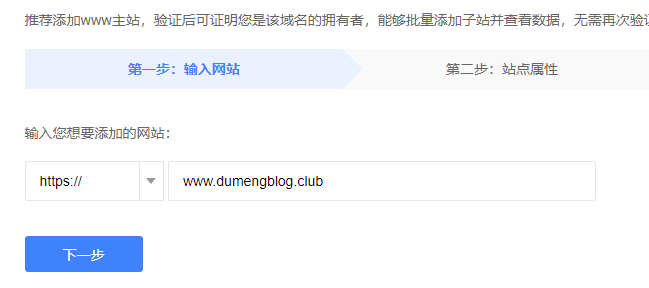 推荐添加www主站，验证后可证明您是该域名的拥有者，能够批量添加子站并查看数据，无需再次验
第一步：输入网站
第二步：站点属性
输入您想要添加的网站：
https://
www.dumengblog.club
下一步